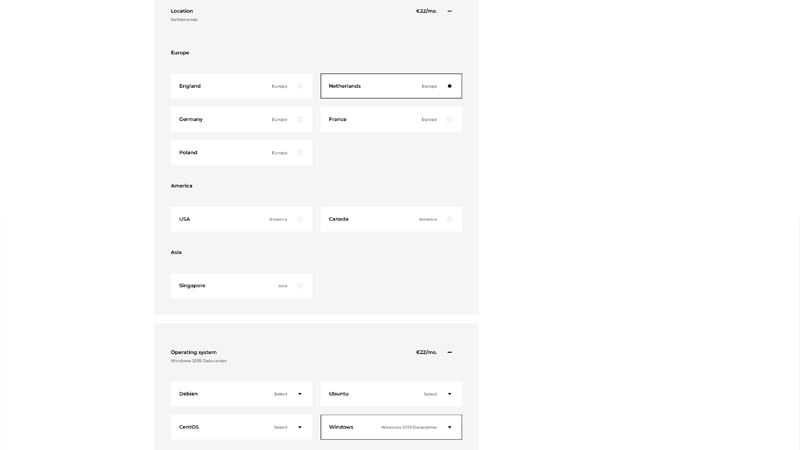 Location €22/mo.
Netherlands
Europe
England Europe
Netherlands Europe
Germany Europe
France Europe
Poland Europe
America
USA America
Canada America
Asia
Singapore Asia
Operating system €22/mo.
Windows 2019 Datacenter
Debian Select
Ubuntu Select
CentOS Select
Windows Windows 2019 Datacenter